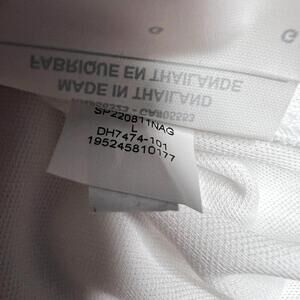 FABRIQUE EN THAILANDE
MADE IN THAILAND
SP220811NAG
L
DH7474-101
195245810177